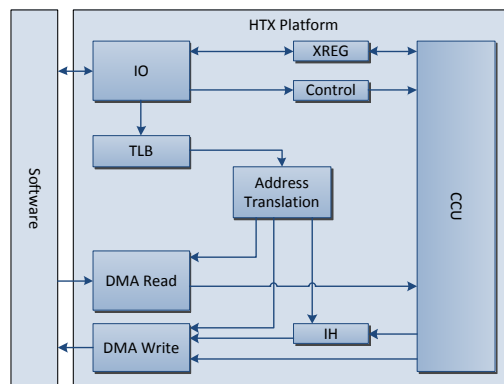 HTX Platform
Software
IO
XREG
Control
TLB
Address
Translation
CCU
DMA Read
DMA Write
IH